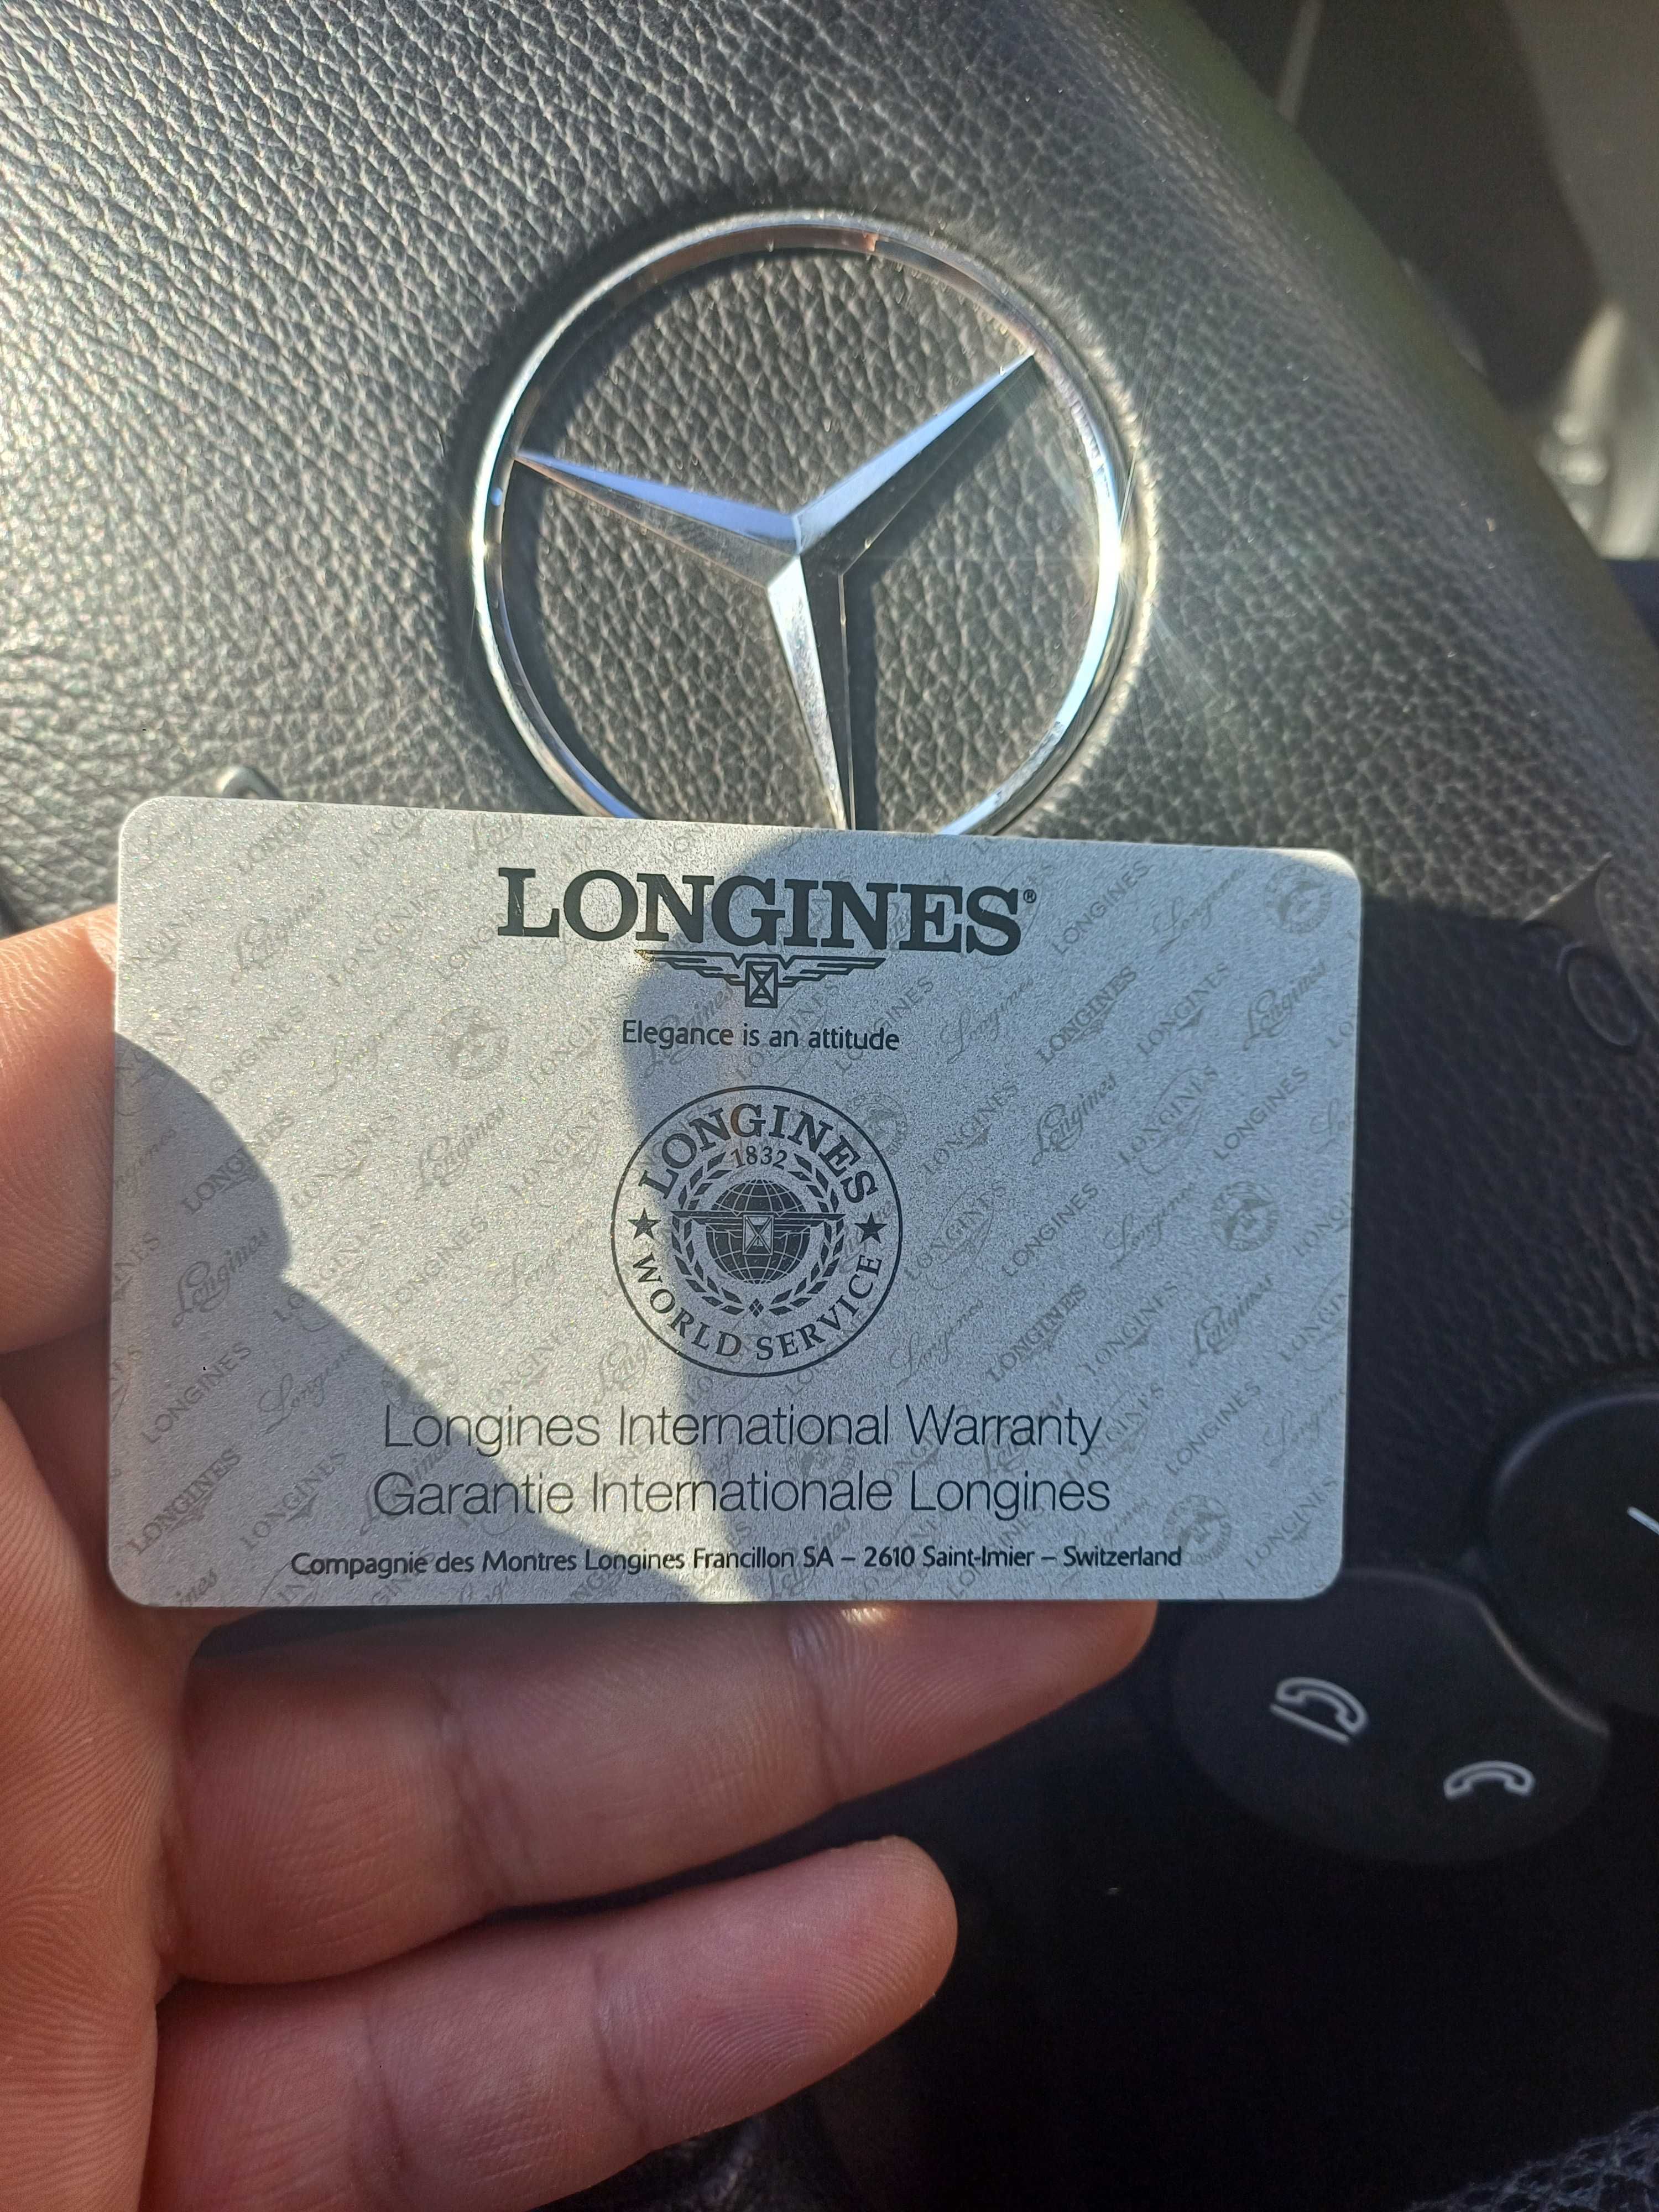 LONGINES®
Elegance is an attitude
LONGINES
1832
WORLD SERVICE
Longines International Warranty
Garantie Internationale Longines
Compagnie des Montres Longines Francillon SA – 2610 Saint-Imier – Switzerland